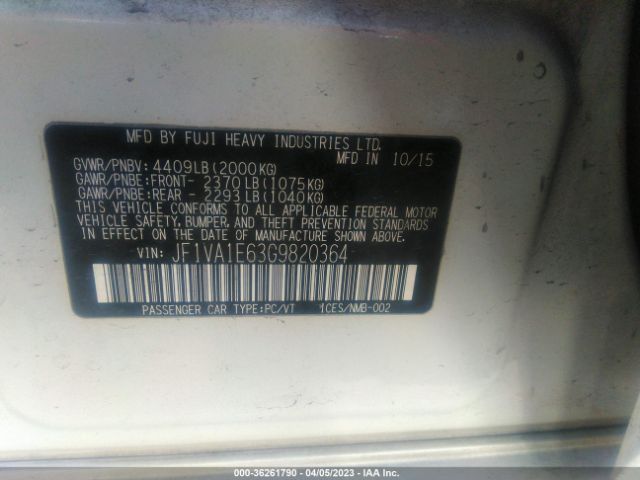 MFD BY FUJI HEAVY INDUSTRIES LTD.
MFD IN 10/15
GVWR/PNBV: 4409LB (2000KG)
GAWR/PNBE:FRONT- 2370LB (1075KG)
GAWR/PNBE:REAR - 2293LB (1040KG)
THIS VEHICLE CONFORMS TO ALL APPLICABLE FEDERAL MOTOR
VEHICLE SAFETY, BUMPER, AND THEFT PREVENTION STANDARDS
IN EFFECT ON THE DATE OF MANUFACTURE SHOWN ABOVE.
VIN: JF1VA1E63G9820364
PASSENGER CAR TYPE:PC/VT 1CES/NMB-002
000-36261790 - 04/05/2023 - IAA Inc.